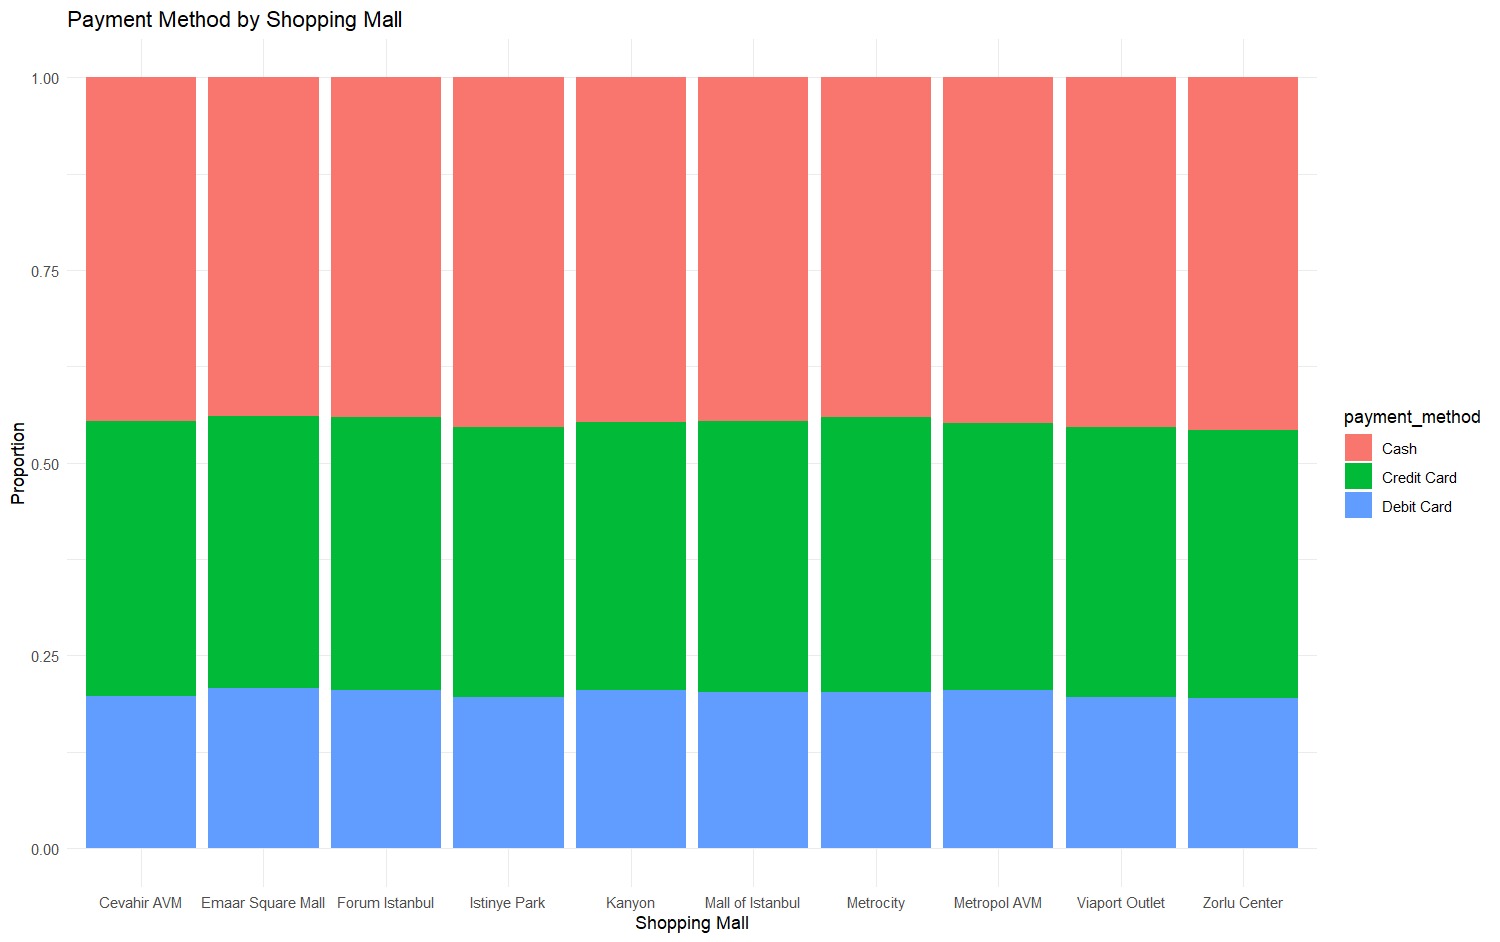 Payment Method by Shopping Mall
1.00
0.75
0.50
0.25
0.00
Proportion
Cevahir AVM
Emaar Square Mall
Forum Istanbul
Istinye Park
Kanyon
Mall of Istanbul
Metrocity
Metropol AVM
Viaport Outlet
Zorlu Center
Shopping Mall
payment_method
Cash
Credit Card
Debit Card